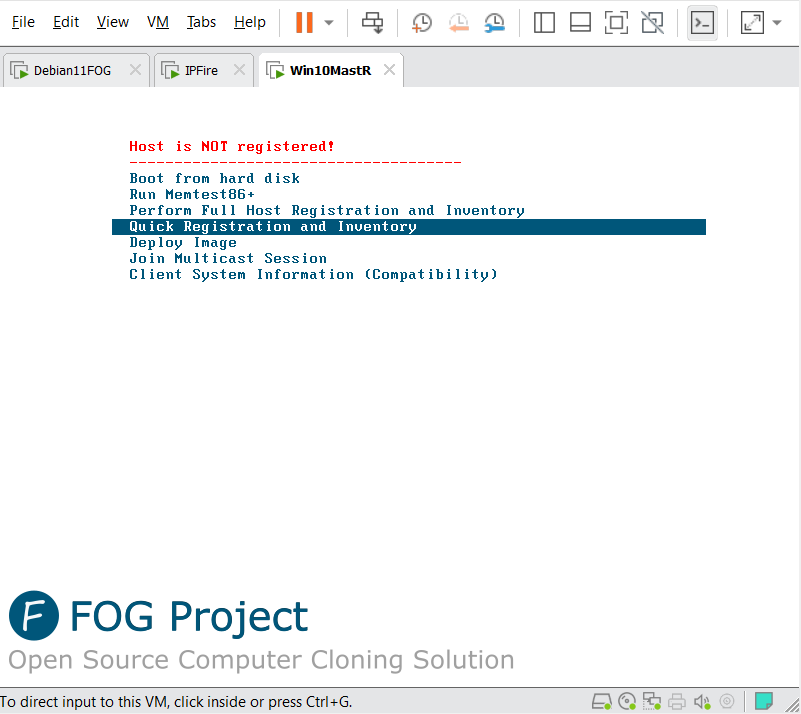 File Edit View VM Tabs Help
Debian11FOG IPFire Win10MastR
Host is NOT registered!
-------------------------------------
Boot from hard disk
Run Memtest86+
Perform Full Host Registration and Inventory
Quick Registration and Inventory
Deploy Image
Join Multicast Session
Client System Information (Compatibility)
F FOG Project
Open Source Computer Cloning Solution
To direct input to this VM, click inside or press Ctrl+G.